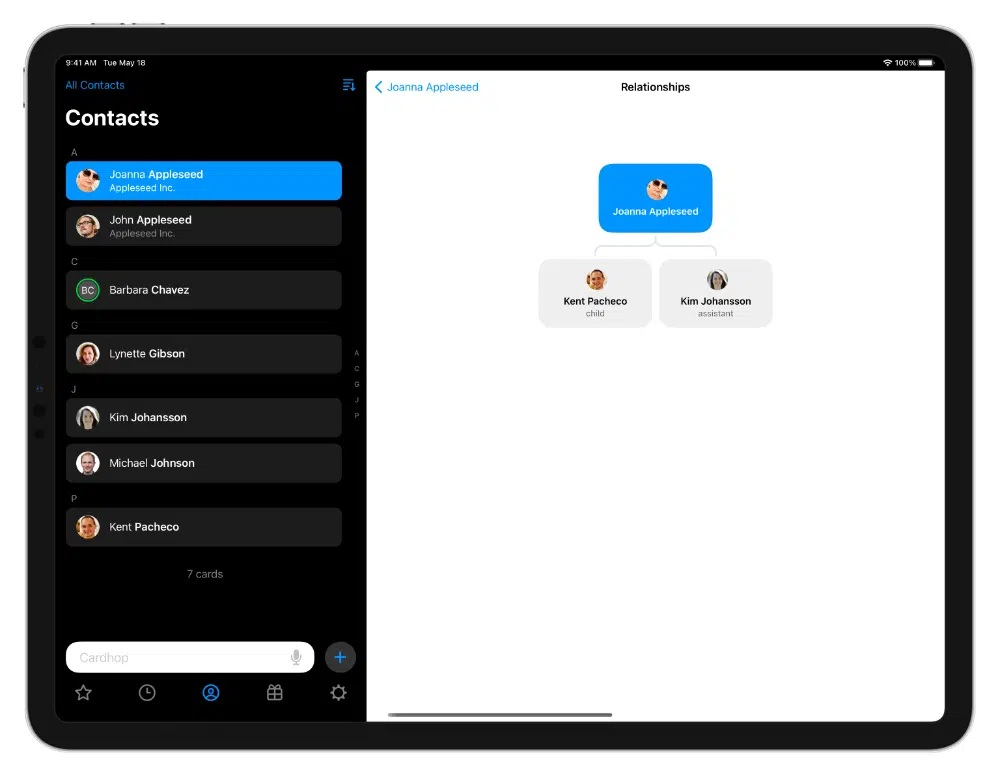 9:41 AM Tue May 18
100%
All Contacts
Contacts
A
Joanna Appleseed
Appleseed Inc.
John Appleseed
Appleseed Inc.
C
BC
Barbara Chavez
G
Lynette Gibson
J
Kim Johansson
Michael Johnson
P
Kent Pacheco
7 cards
A
C
G
J
P
Cardhop
Joanna Appleseed
Relationships
Joanna Appleseed
Kent Pacheco
child
Kim Johansson
assistant